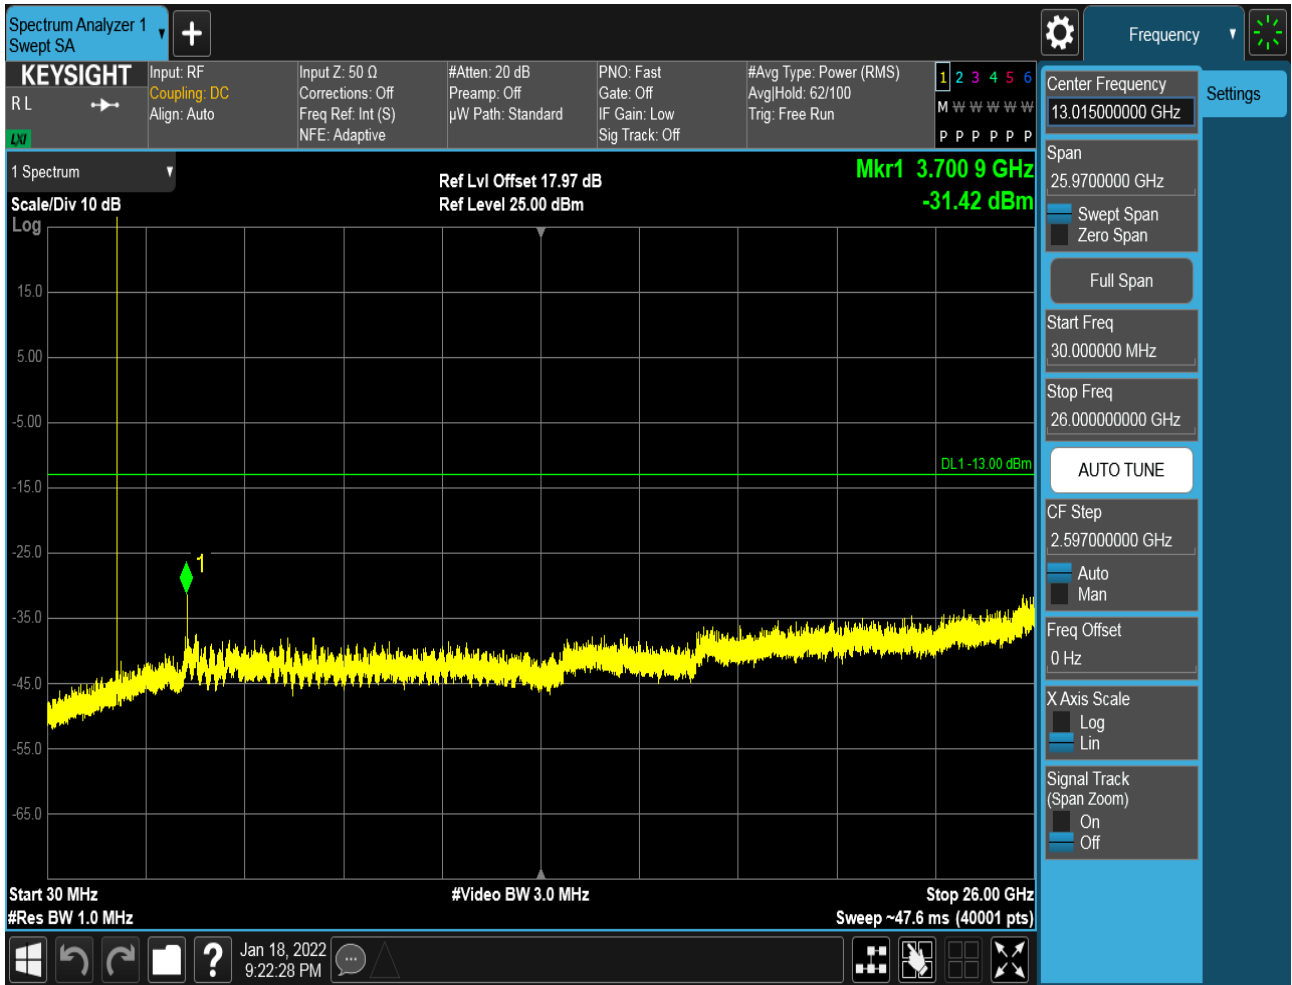 Spectrum Analyzer 1
Swept SA
Frequency
KEYSIGHT
R L
LXI
Input: RF
Coupling: DC
Align: Auto
Input Z: 50 Ω
Corrections: Off
Freq Ref: Int (S)
NFE: Adaptive
#Atten: 20 dB
Preamp: Off
µW Path: Standard
PNO: Fast
Gate: Off
IF Gain: Low
Sig Track: Off
#Avg Type: Power (RMS)
Avg|Hold: 62/100
Trig: Free Run
1 2 3 4 5 6
M W W W W W
P P P P P P
1 Spectrum
Scale/Div 10 dB
Log
Ref Lvl Offset 17.97 dB
Ref Level 25.00 dBm
Mkr1 3.700 9 GHz
-31.42 dBm
15.0
5.00
-5.00
DL1 -13.00 dBm
-15.0
-25.0
1
-35.0
-45.0
-55.0
-65.0
Start 30 MHz
#Res BW 1.0 MHz
#Video BW 3.0 MHz
Stop 26.00 GHz
Sweep ~47.6 ms (40001 pts)
Jan 18, 2022
9:22:28 PM
Center Frequency
13.015000000 GHz
Settings
Span
25.9700000 GHz
Swept Span
Zero Span
Full Span
Start Freq
30.000000 MHz
Stop Freq
26.000000000 GHz
AUTO TUNE
CF Step
2.597000000 GHz
Auto
Man
Freq Offset
0 Hz
X Axis Scale
Log
Lin
Signal Track
(Span Zoom)
On
Off